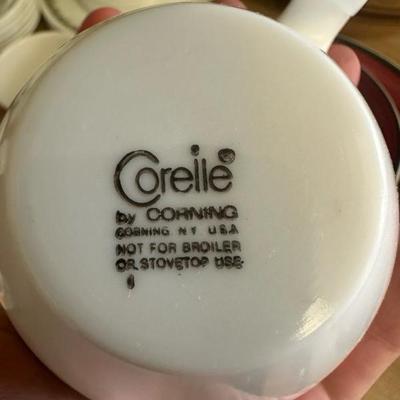 Corelle
by CORNING
CORNING N Y U.S.A
NOT FOR BROILER
OR STOVETOP USE